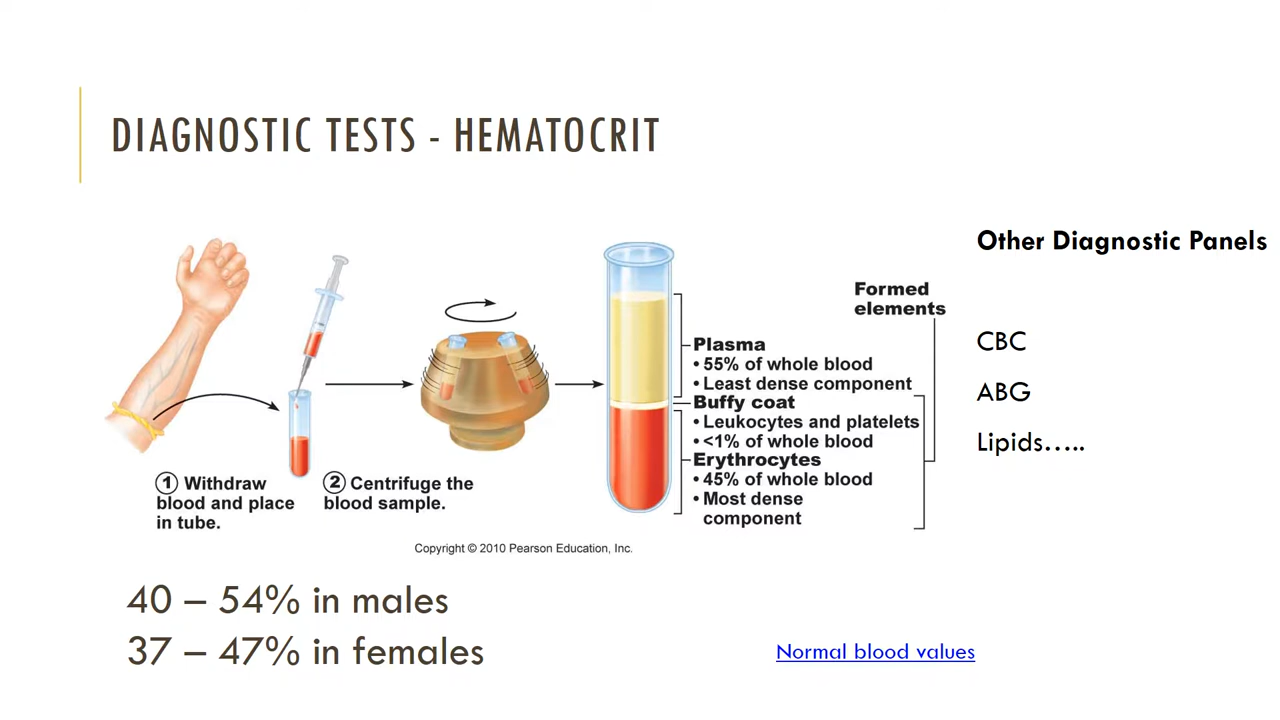 DIAGNOSTIC TESTS - HEMATOCRIT
Other Diagnostic Panels
CBC
ABG
Lipids…..
Formed
elements
Plasma
• 55% of whole blood
• Least dense component
Buffy coat
• Leukocytes and platelets
• <1% of whole blood
Erythrocytes
• 45% of whole blood
• Most dense
component
① Withdraw
blood and place
in tube.
② Centrifuge the
blood sample.
Copyright © 2010 Pearson Education, Inc.
40 – 54% in males
37 – 47% in females
Normal blood values